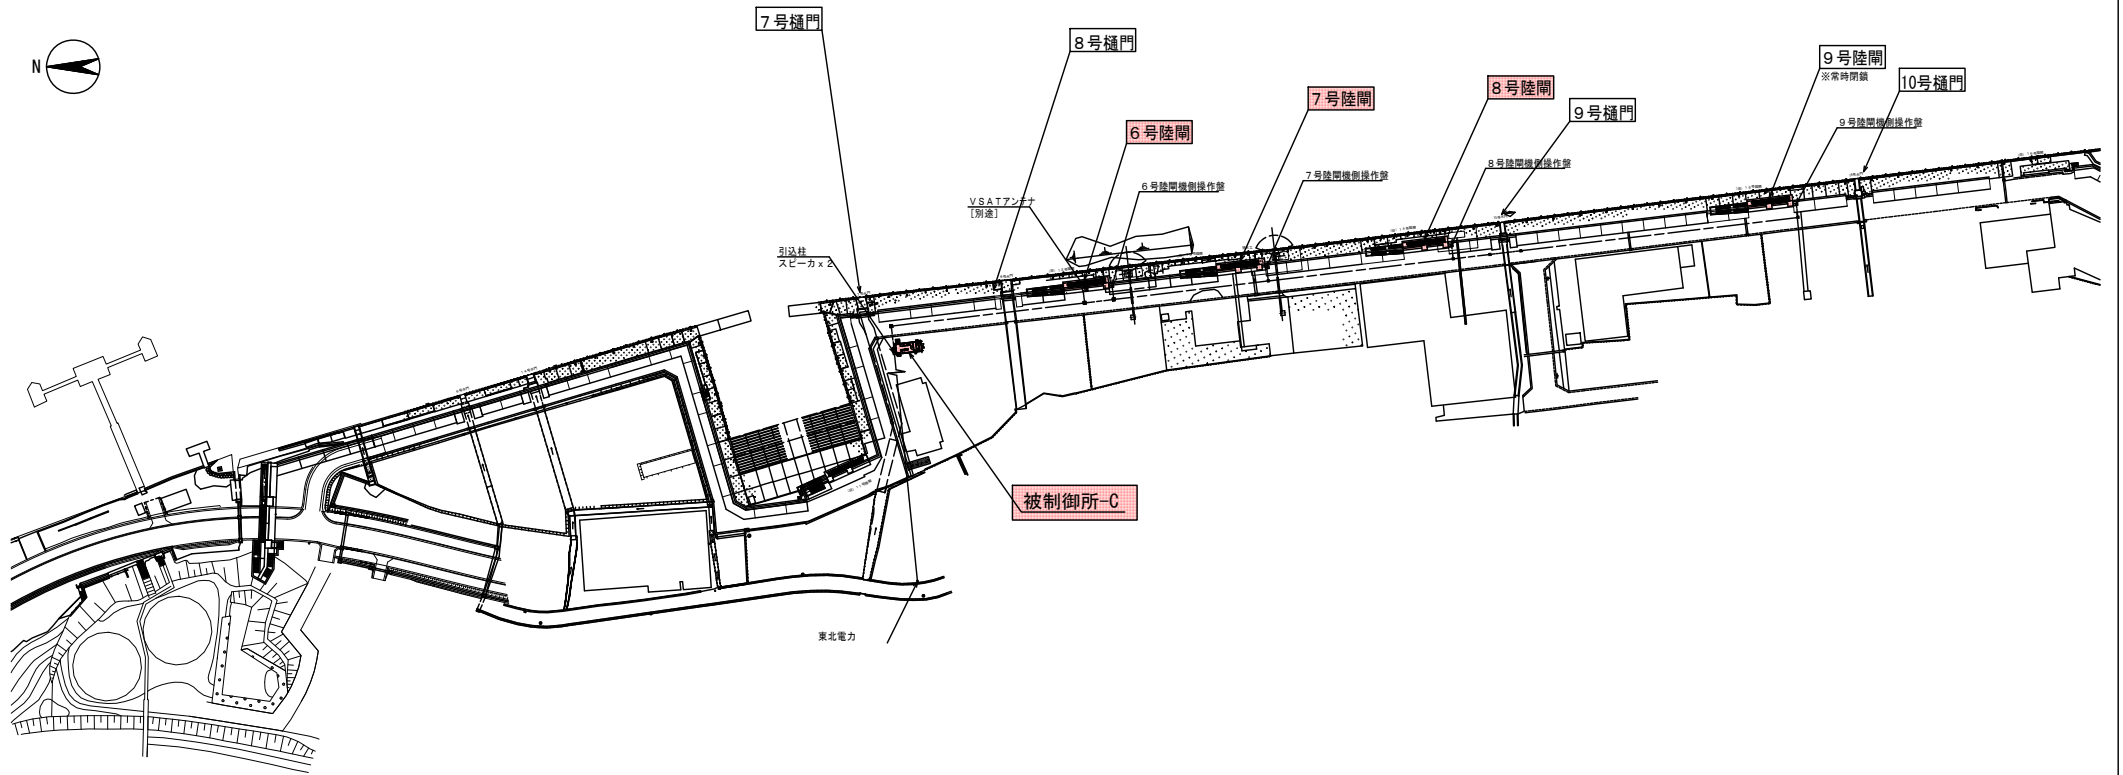 N
7号樋門
8号樋門
6号陸閘
7号陸閘
8号陸閘
9号樋門
9号陸閘
※常時閉鎖
10号樋門
9号陸閘機側操作盤
8号陸閘機側操作盤
7号陸閘機側操作盤
6号陸閘機側操作盤
VSATアンテナ
[別途]
引込柱
スピーカx2
被制御所-C
東北電力